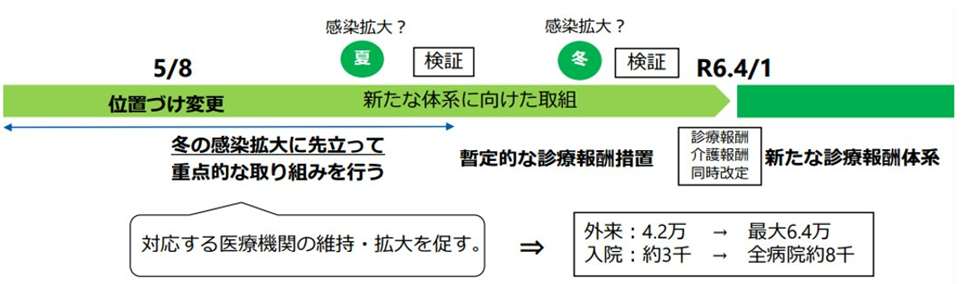 感染拡大？
感染拡大？
5/8
夏
検証
冬
検証
R6.4/1
位置づけ変更
新たな体系に向けた取組
冬の感染拡大に先立って
重点的な取り組みを行う
暫定的な診療報酬措置
診療報酬
介護報酬
同時改定
新たな診療報酬体系
対応する医療機関の維持・拡大を促す。
⇒
外来：4.2万　→　最大6.4万
入院：約3千　→　全病院約8千